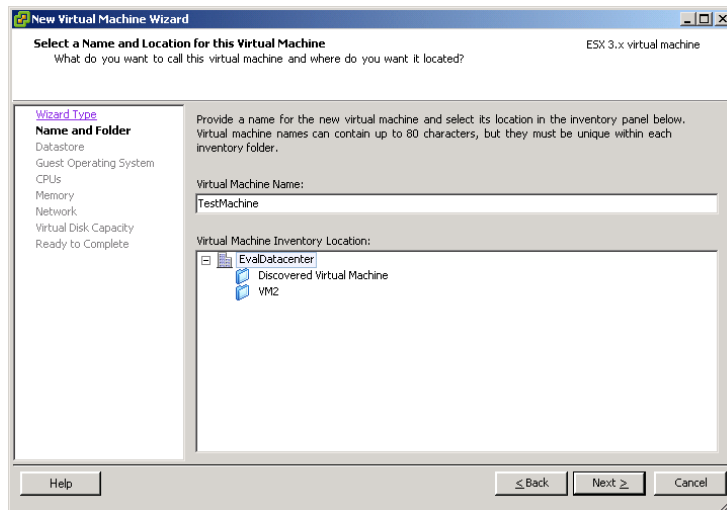 New Virtual Machine Wizard
Select a Name and Location for this Virtual Machine
What do you want to call this virtual machine and where do you want it located?
ESX 3.x virtual machine
Wizard Type
Name and Folder
Datastore
Guest Operating System
CPUs
Memory
Network
Virtual Disk Capacity
Ready to Complete
Provide a name for the new virtual machine and select its location in the inventory panel below.
Virtual machine names can contain up to 80 characters, but they must be unique within each
inventory folder.
Virtual Machine Name:
TestMachine
Virtual Machine Inventory Location:
EvalDatacenter
Discovered Virtual Machine
VM2
Help
< Back
Next >
Cancel